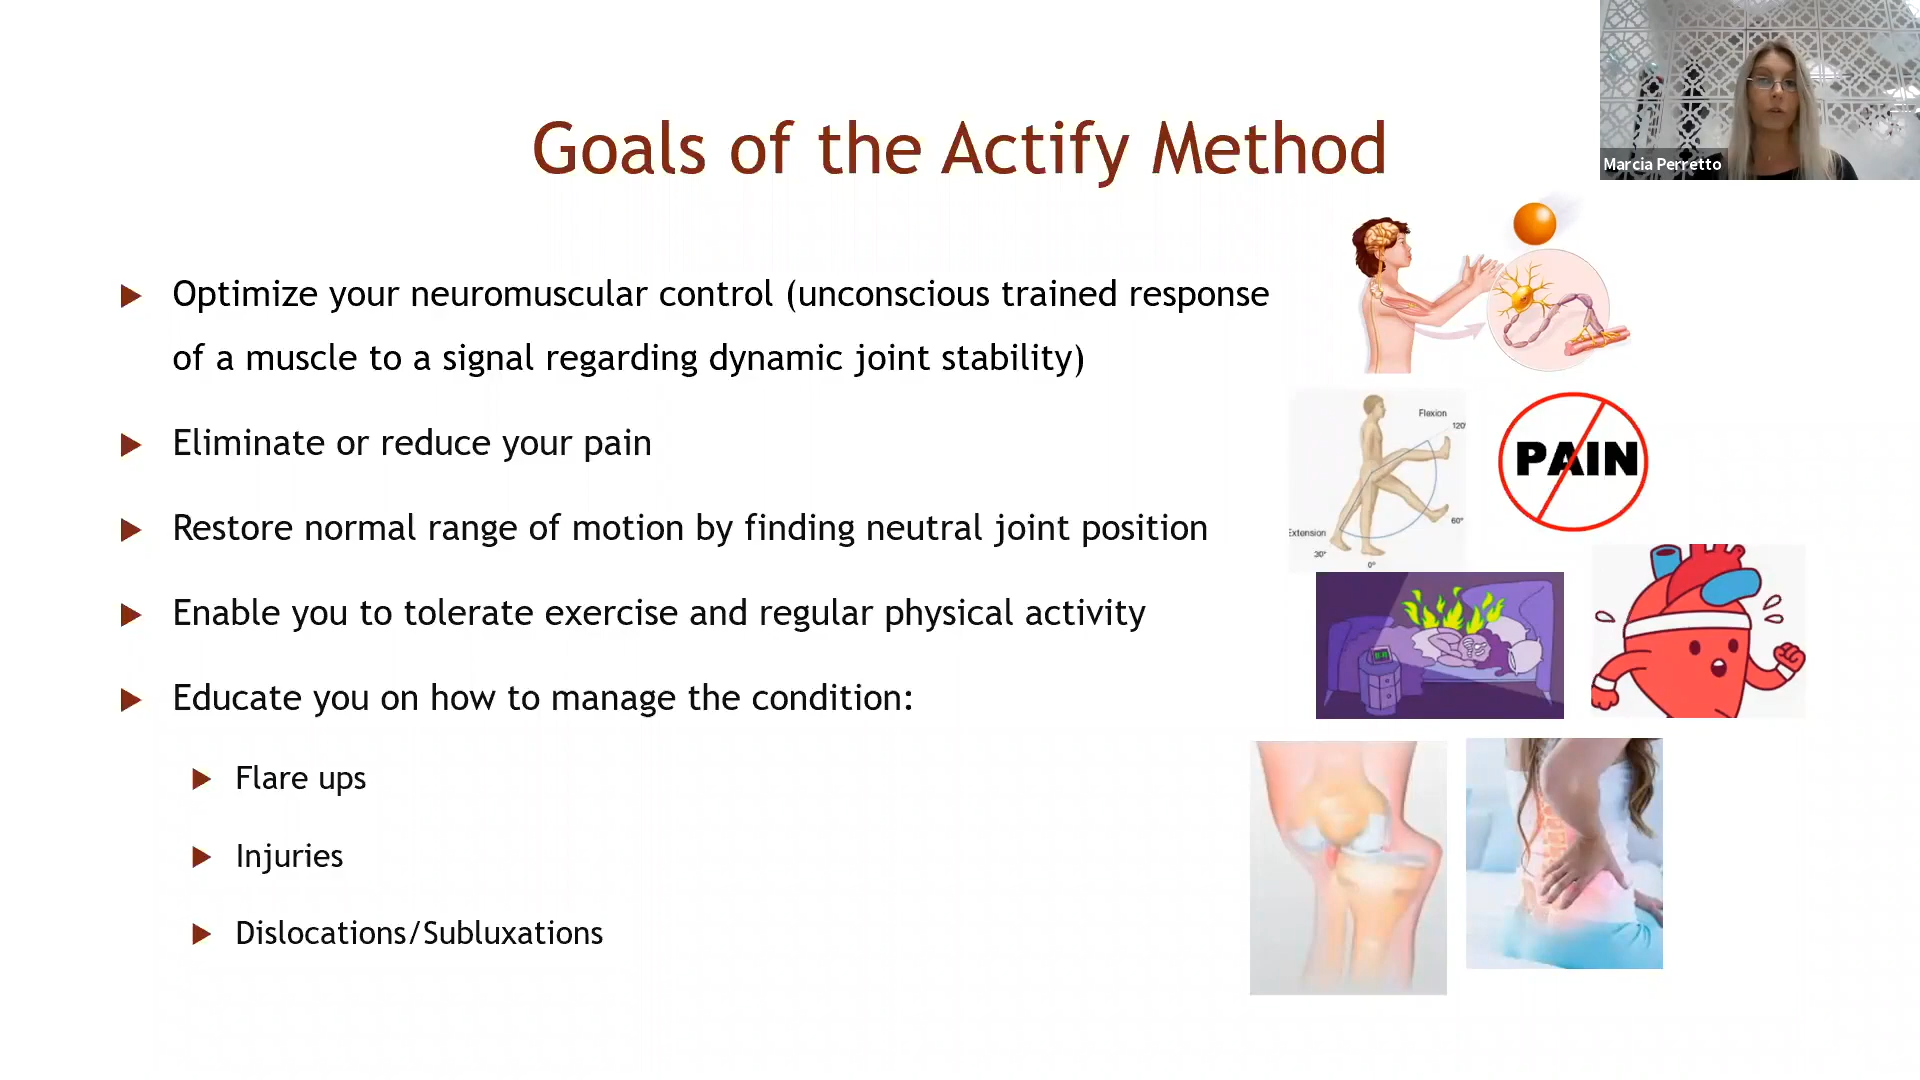 Goals of the Actify Method
Marcia Perretto
▶ Optimize your neuromuscular control (unconscious trained response
of a muscle to a signal regarding dynamic joint stability)
▶ Eliminate or reduce your pain
▶ Restore normal range of motion by finding neutral joint position
▶ Enable you to tolerate exercise and regular physical activity
▶ Educate you on how to manage the condition:
▶ Flare ups
▶ Injuries
▶ Dislocations/Subluxations
Flexion
120°
60°
Extension
30°
0°
PAIN